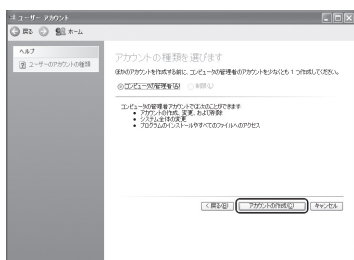 ユーザー アカウント
戻る
ホーム
ヘルプ
ユーザーのアカウントの種類
アカウントの種類を選びます
ほかのアカウントを作成する前に、コンピュータの管理者のアカウントを少なくとも 1 つ作成してください。
コンピュータの管理者(A)
制限(L)
コンピュータの管理者アカウントでは次のことができます:
アカウントの作成、変更、および削除
システム全体の変更
プログラムのインストールやすべてのファイルへのアクセス
< 戻る(B)
アカウントの作成(C)
キャンセル